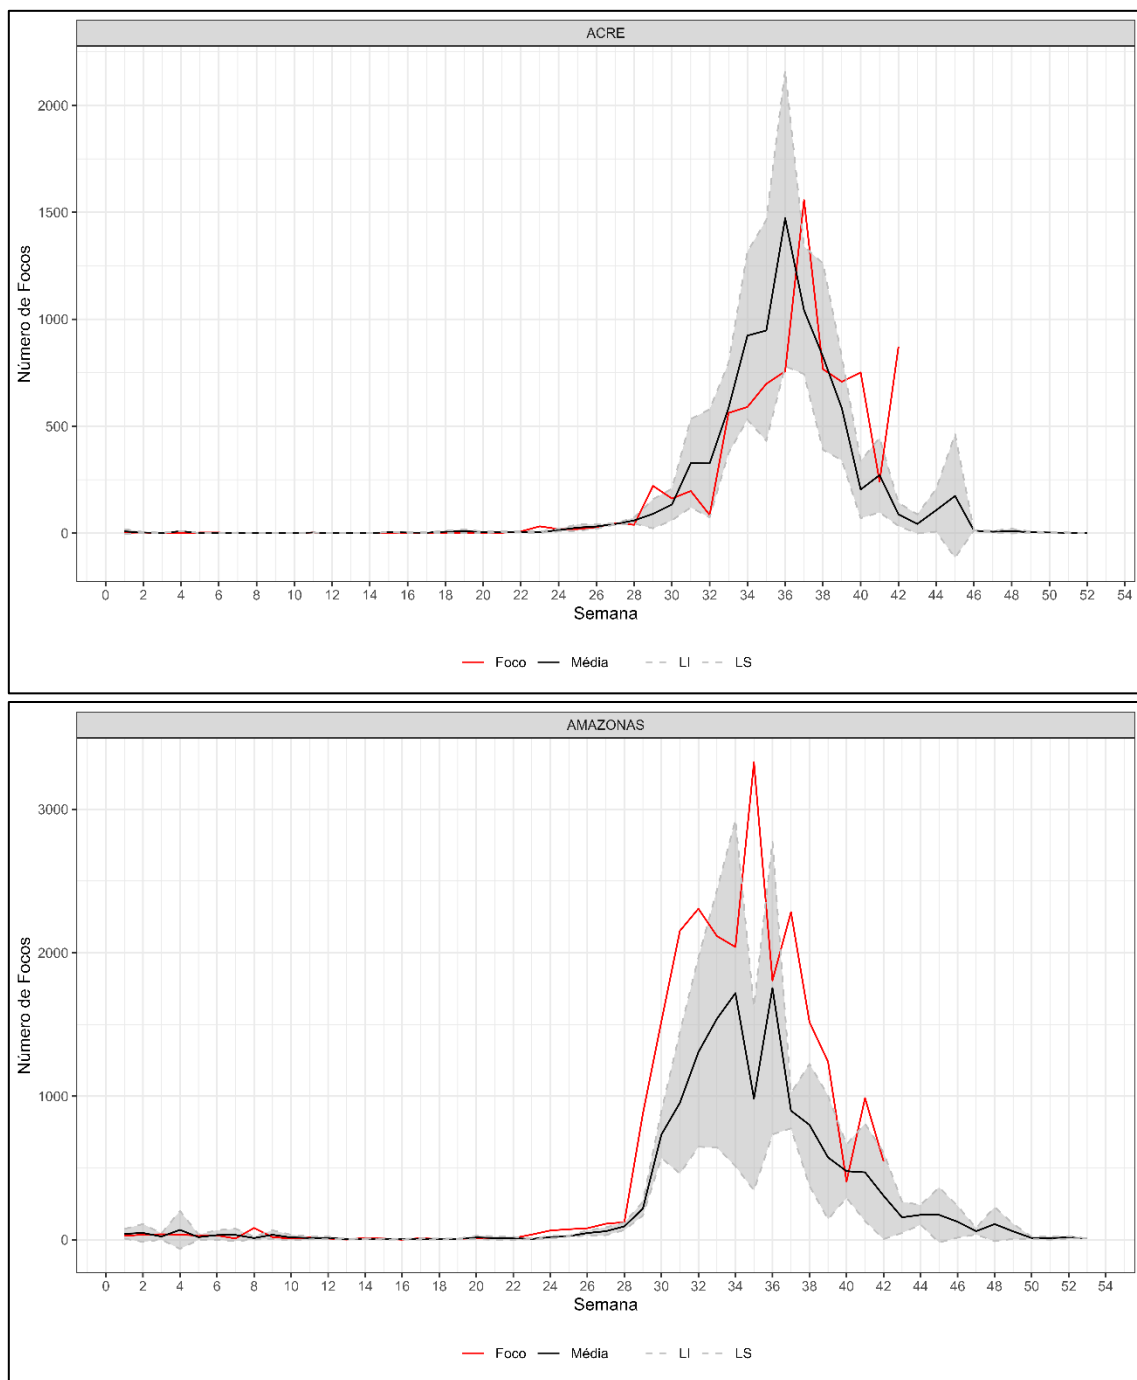 ACRE
2000
1500
1000
500
0
Número de Focos
0 2 4 6 8 10 12 14 16 18 20 22 24 26 28 30 32 34 36 38 40 42 44 46 48 50 52 54
Semana
Foco Média LI LS
AMAZONAS
3000
2000
1000
0
Número de Focos
0 2 4 6 8 10 12 14 16 18 20 22 24 26 28 30 32 34 36 38 40 42 44 46 48 50 52 54
Semana
Foco Média LI LS